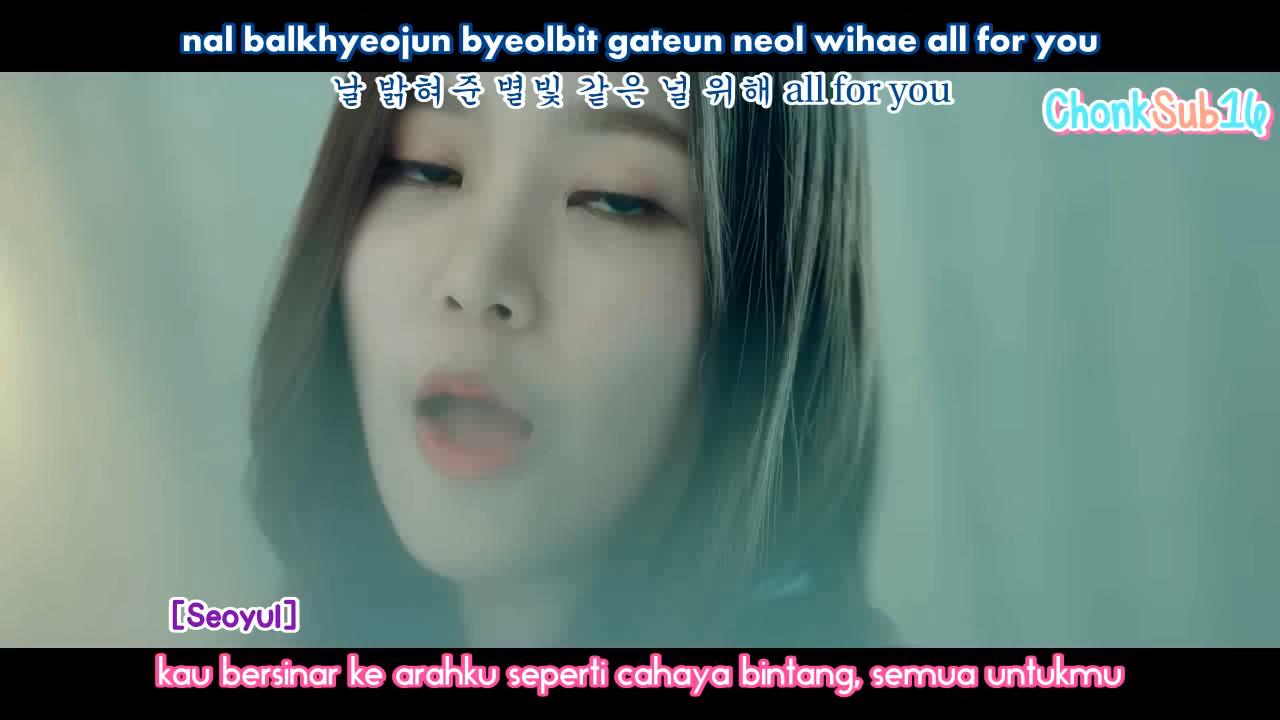 nal balkhyeojun byeolbit gateun neol wihae all for you
날 밝혀준 별빛 같은 널 위해 all for you
ChonkSub16
[Seoyul]
kau bersinar ke arahku seperti cahaya bintang, semua untukmu